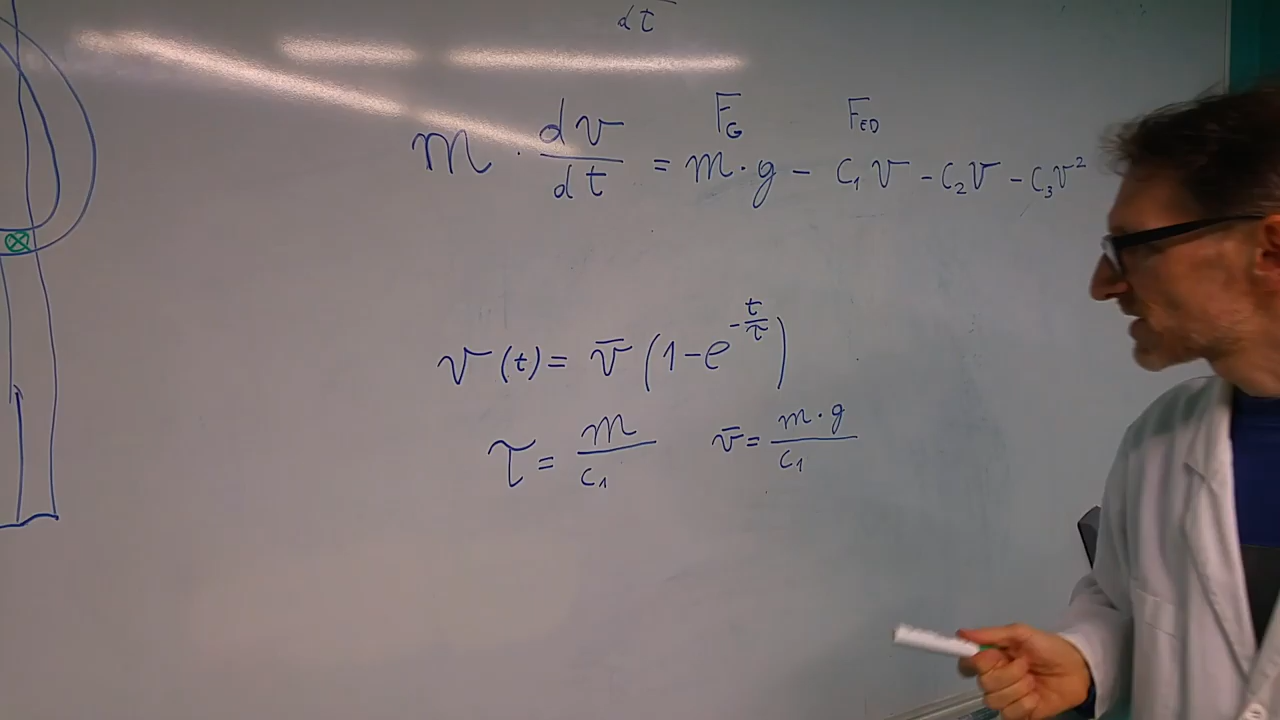 dt
F_G F_ED
m · dv/dt = m·g - c₁v - c₂v - c₃v²
v(t) = v̄ (1-e^(-t/τ))
τ = m/c₁ v̄ = m·g/c₁